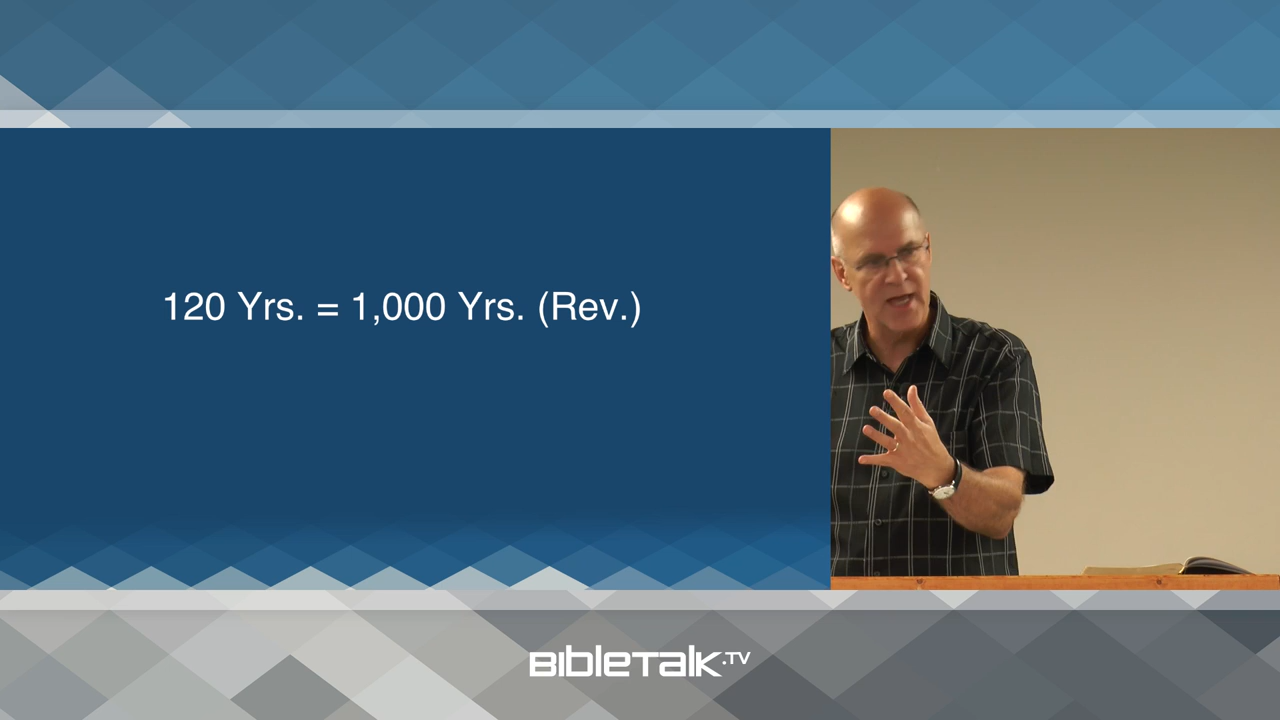 120 Yrs. = 1,000 Yrs. (Rev.)
BIBLETALK.TV